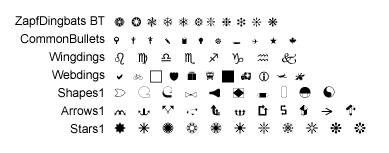 ZapfDingbats BT
CommonBullets
Wingdings
Webdings
Shapes1
Arrows1
Stars1